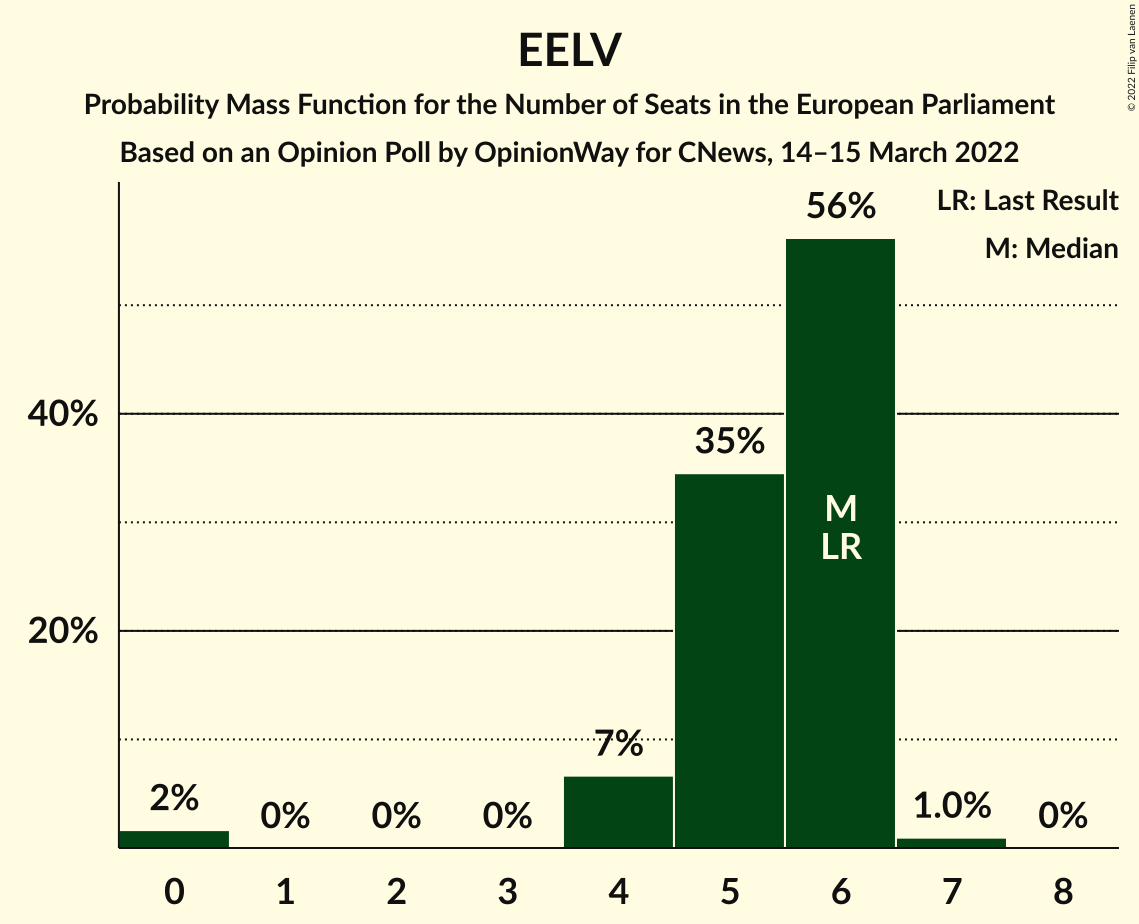 EELV
Probability Mass Function for the Number of Seats in the European Parliament
Based on an Opinion Poll by OpinionWay for CNews, 14–15 March 2022
© 2022 Filip van Laenen
LR: Last Result
M: Median
56%
40%
35%
M
LR
20%
7%
2%
0%
0%
0%
1.0%
0%
0 1 2 3 4 5 6 7 8